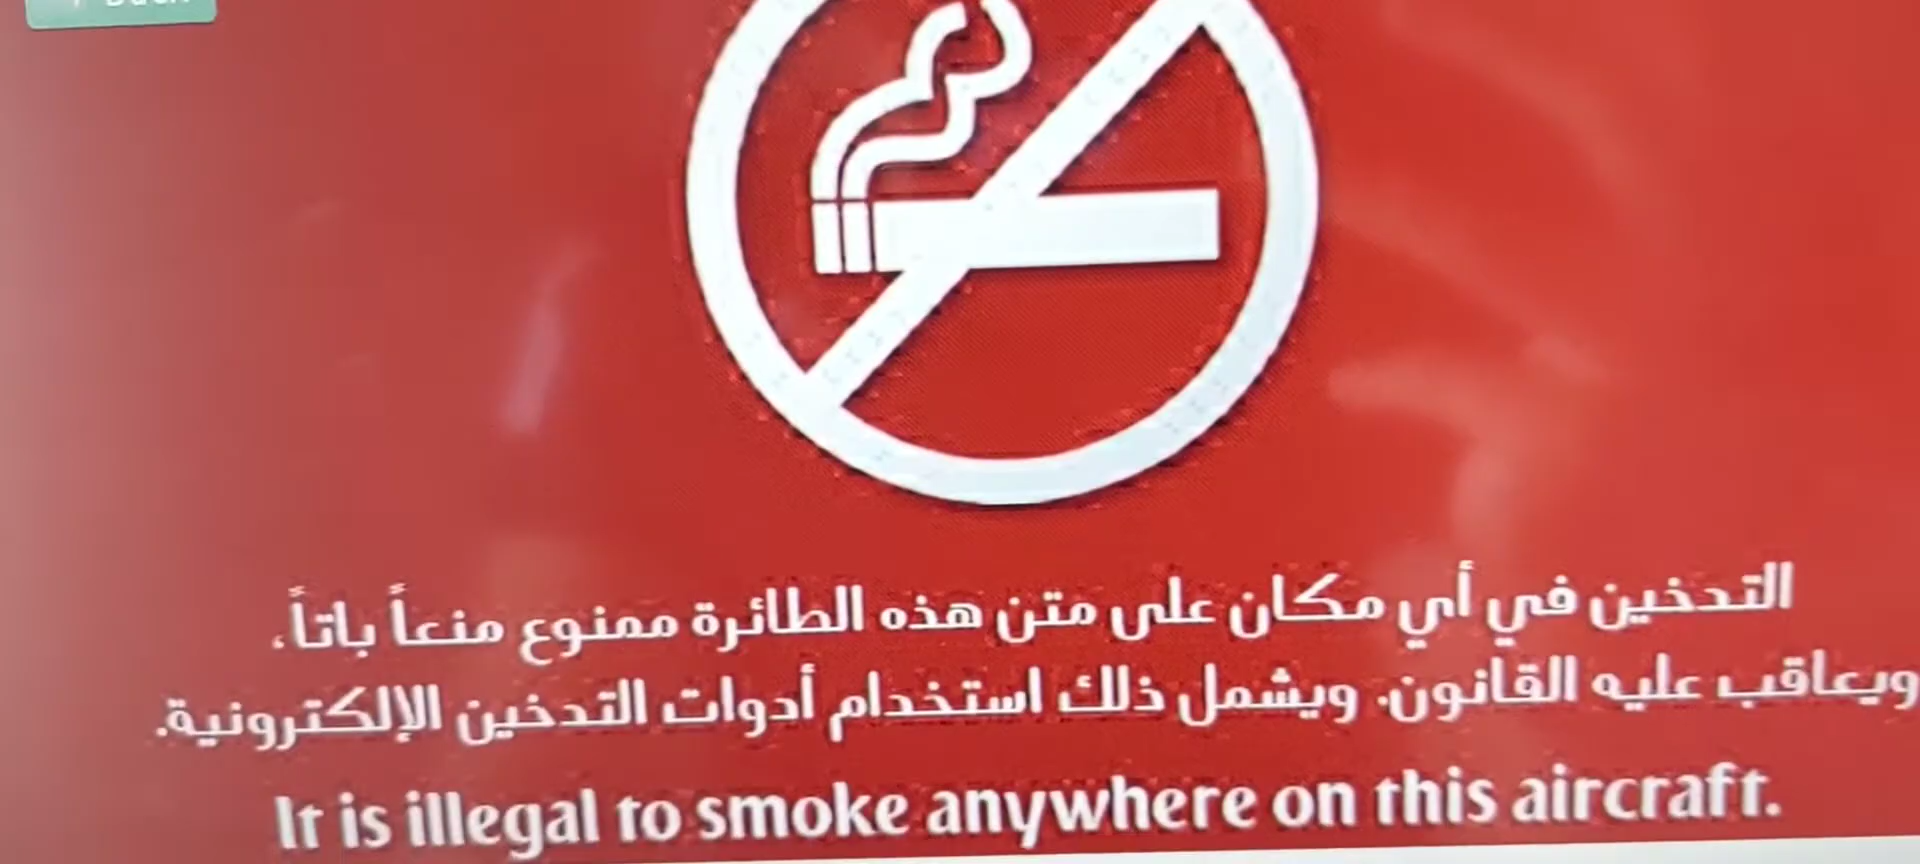 التدخين في أي مكان على متن هذه الطائرة ممنوع منعاً باتاً،
ويعاقب عليه القانون. ويشمل ذلك استخدام أدوات التدخين الإلكترونية.
It is illegal to smoke anywhere on this aircraft.